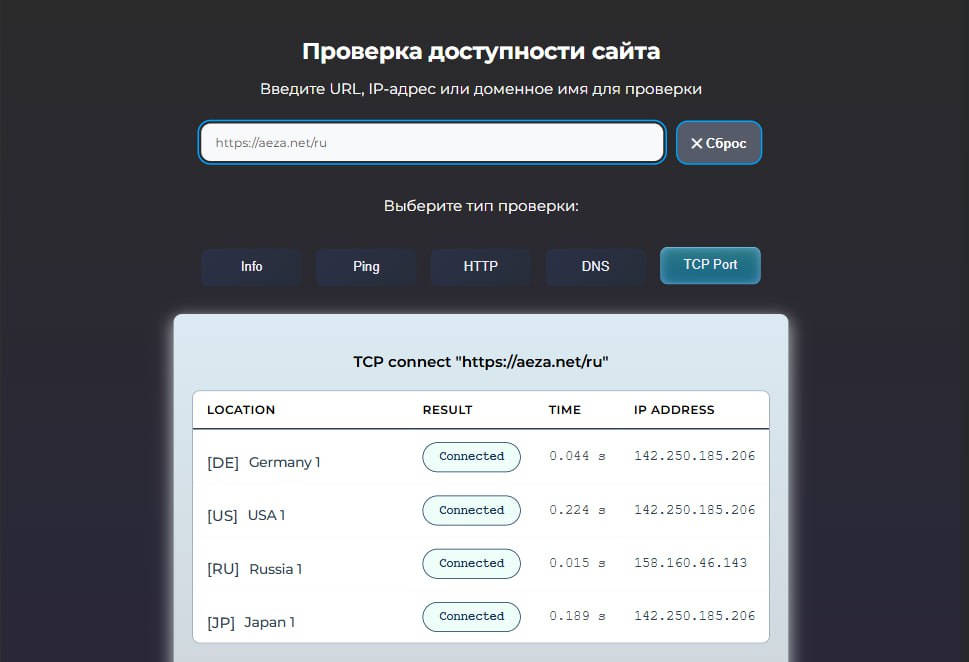 Проверка доступности сайта
Введите URL, IP-адрес или доменное имя для проверки
https://aeza.net/ru
✕ Сброс
Выберите тип проверки:
Info Ping HTTP DNS TCP Port
TCP connect "https://aeza.net/ru"
LOCATION RESULT TIME IP ADDRESS
[DE] Germany 1 Connected 0.044 s 142.250.185.206
[US] USA 1 Connected 0.224 s 142.250.185.206
[RU] Russia 1 Connected 0.015 s 158.160.46.143
[JP] Japan 1 Connected 0.189 s 142.250.185.206